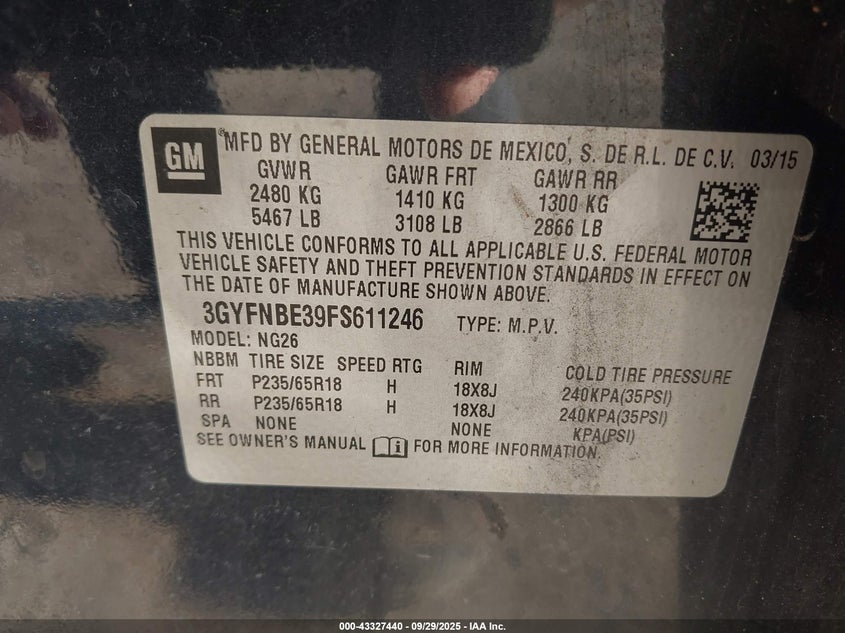 GM
MFD BY GENERAL MOTORS DE MEXICO, S. DE R.L. DE C.V. 03/15
GVWR GAWR FRT GAWR RR
2480 KG 1410 KG 1300 KG
5467 LB 3108 LB 2866 LB
THIS VEHICLE CONFORMS TO ALL APPLICABLE U.S. FEDERAL MOTOR
VEHICLE SAFETY AND THEFT PREVENTION STANDARDS IN EFFECT ON
THE DATE OF MANUFACTURE SHOWN ABOVE.
3GYFNBE39FS611246 TYPE: M.P.V.
MODEL: NG26
NBBM TIRE SIZE SPEED RTG RIM COLD TIRE PRESSURE
FRT P235/65R18 H 18X8J 240KPA(35PSI)
RR P235/65R18 H 18X8J 240KPA(35PSI)
SPA NONE NONE KPA(PSI)
SEE OWNER'S MANUAL i FOR MORE INFORMATION.
000-43327440 - 09/29/2025 - IAA Inc.